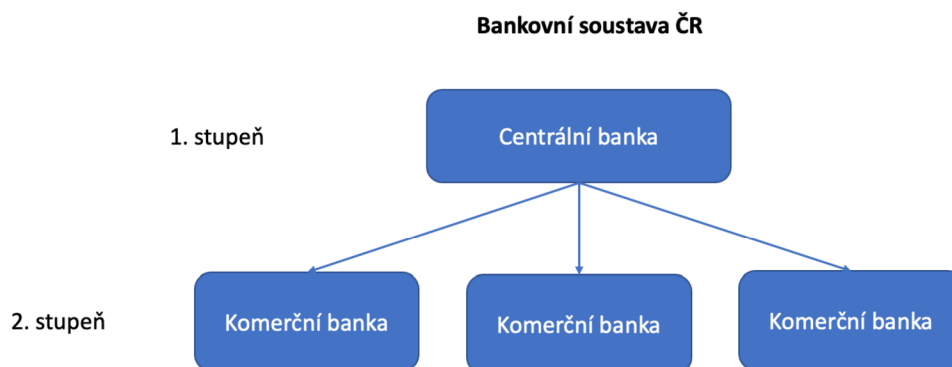 Bankovní soustava ČR
1. stupeň
Centrální banka
2. stupeň
Komerční banka
Komerční banka
Komerční banka